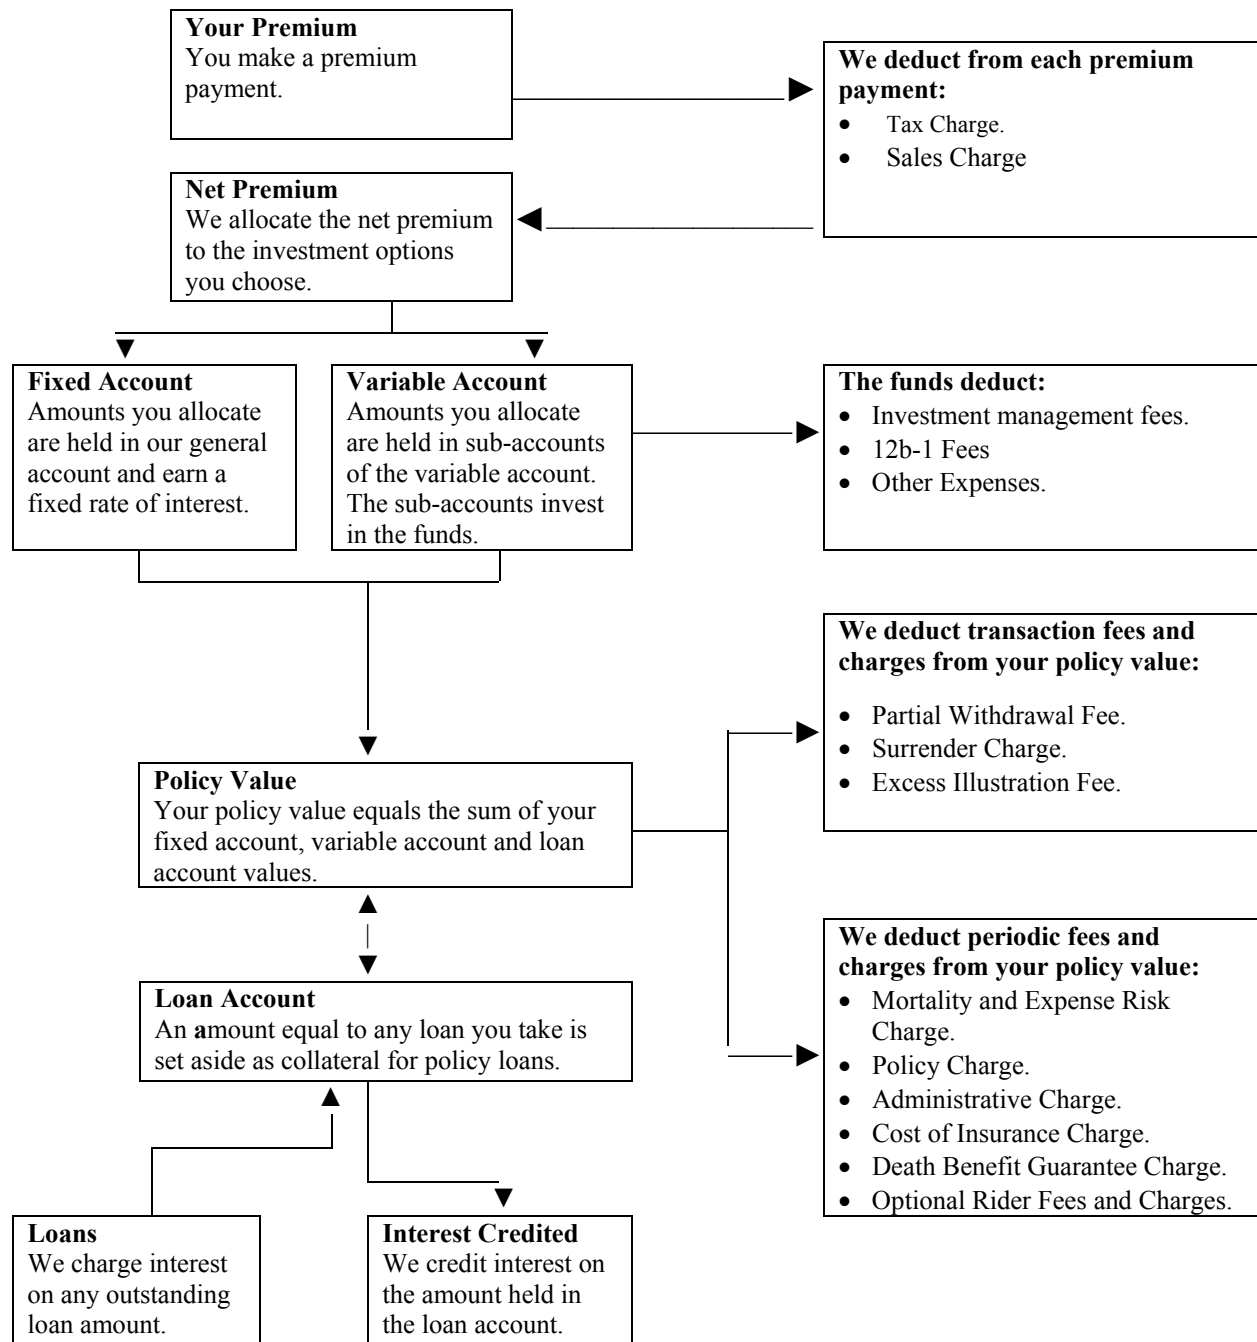 Your Premium
You make a premium
payment.
We deduct from each premium
payment:
• Tax Charge.
• Sales Charge
Net Premium
We allocate the net premium
to the investment options
you choose.
Fixed Account
Amounts you allocate
are held in our general
account and earn a
fixed rate of interest.
Variable Account
Amounts you allocate
are held in sub-accounts
of the variable account.
The sub-accounts invest
in the funds.
The funds deduct:
• Investment management fees.
• 12b-1 Fees
• Other Expenses.
We deduct transaction fees and
charges from your policy value:
• Partial Withdrawal Fee.
• Surrender Charge.
• Excess Illustration Fee.
Policy Value
Your policy value equals the sum of your
fixed account, variable account and loan
account values.
We deduct periodic fees and
charges from your policy value:
• Mortality and Expense Risk
Charge.
• Policy Charge.
• Administrative Charge.
• Cost of Insurance Charge.
• Death Benefit Guarantee Charge.
• Optional Rider Fees and Charges.
Loan Account
An amount equal to any loan you take is
set aside as collateral for policy loans.
Loans
We charge interest
on any outstanding
loan amount.
Interest Credited
We credit interest on
the amount held in
the loan account.